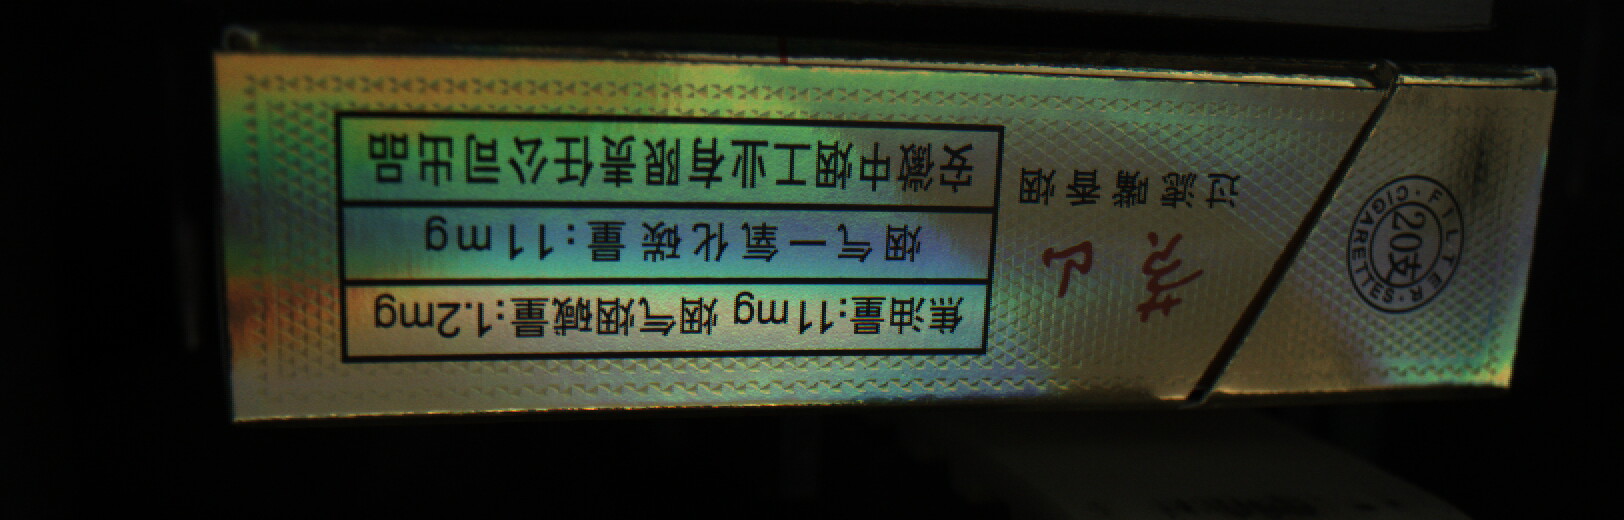 FILTER·CIGARETTES·
20支
黄山
过滤嘴香烟
焦油量:11mg 烟气烟碱量:1.2mg
烟气一氧化碳量:11mg
安徽中烟工业有限责任公司出品